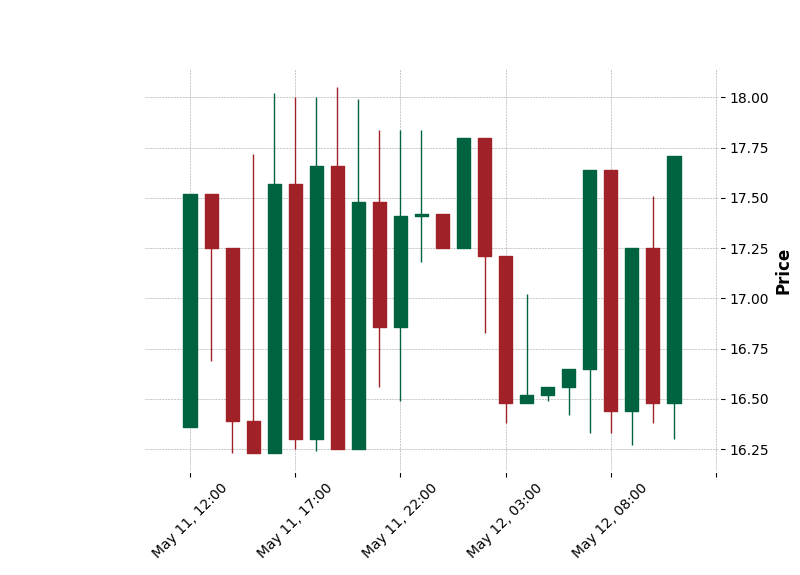 18.00
17.75
17.50
17.25
17.00
16.75
16.50
16.25
Price
May 11, 12:00
May 11, 17:00
May 11, 22:00
May 12, 03:00
May 12, 08:00